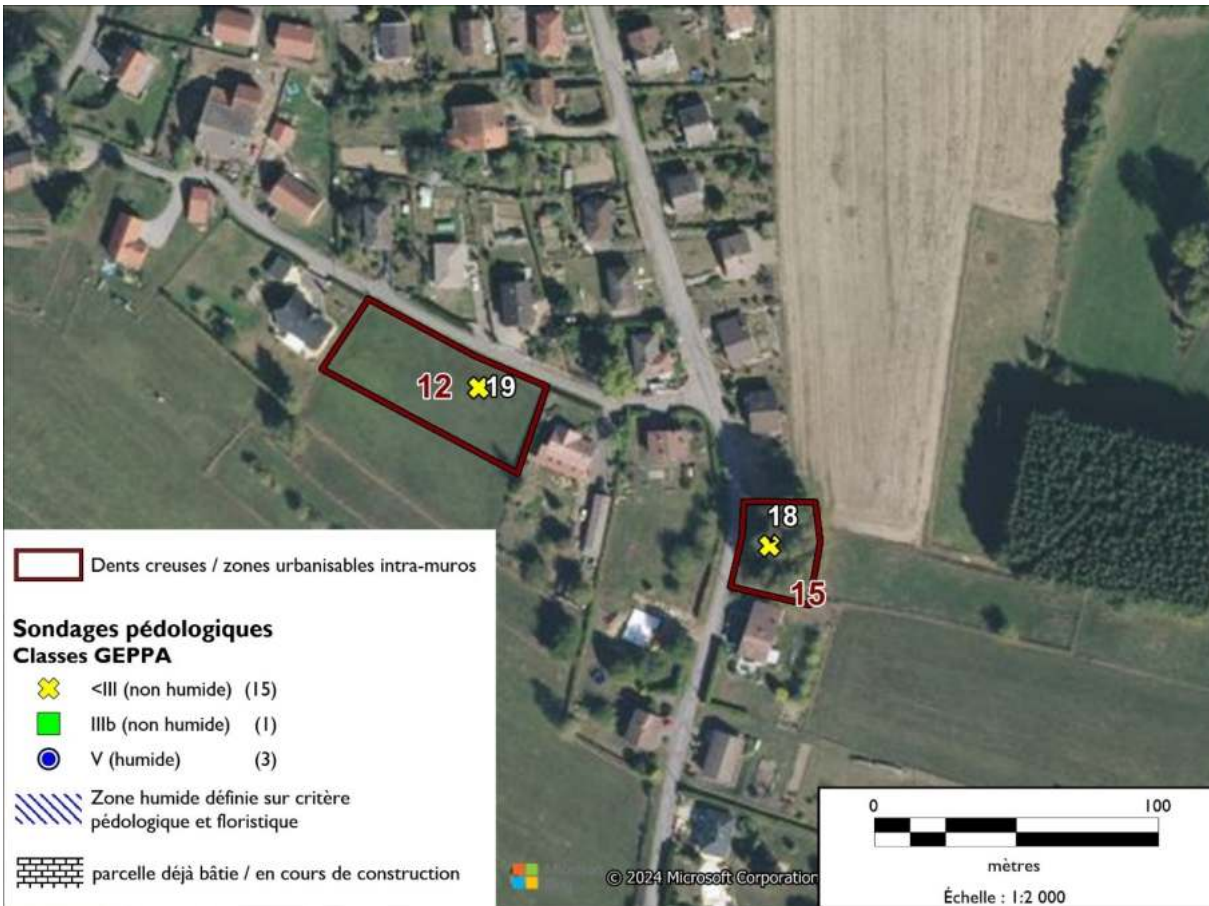 12
19
18
15
Dents creuses / zones urbanisables intra-muros
Sondages pédologiques
Classes GEPPA
<III (non humide) (15)
IIIb (non humide) (1)
V (humide) (3)
Zone humide définie sur critère
pédologique et floristique
parcelle déjà bâtie / en cours de construction
© 2024 Microsoft Corporation
0 100
mètres
Échelle : 1:2 000